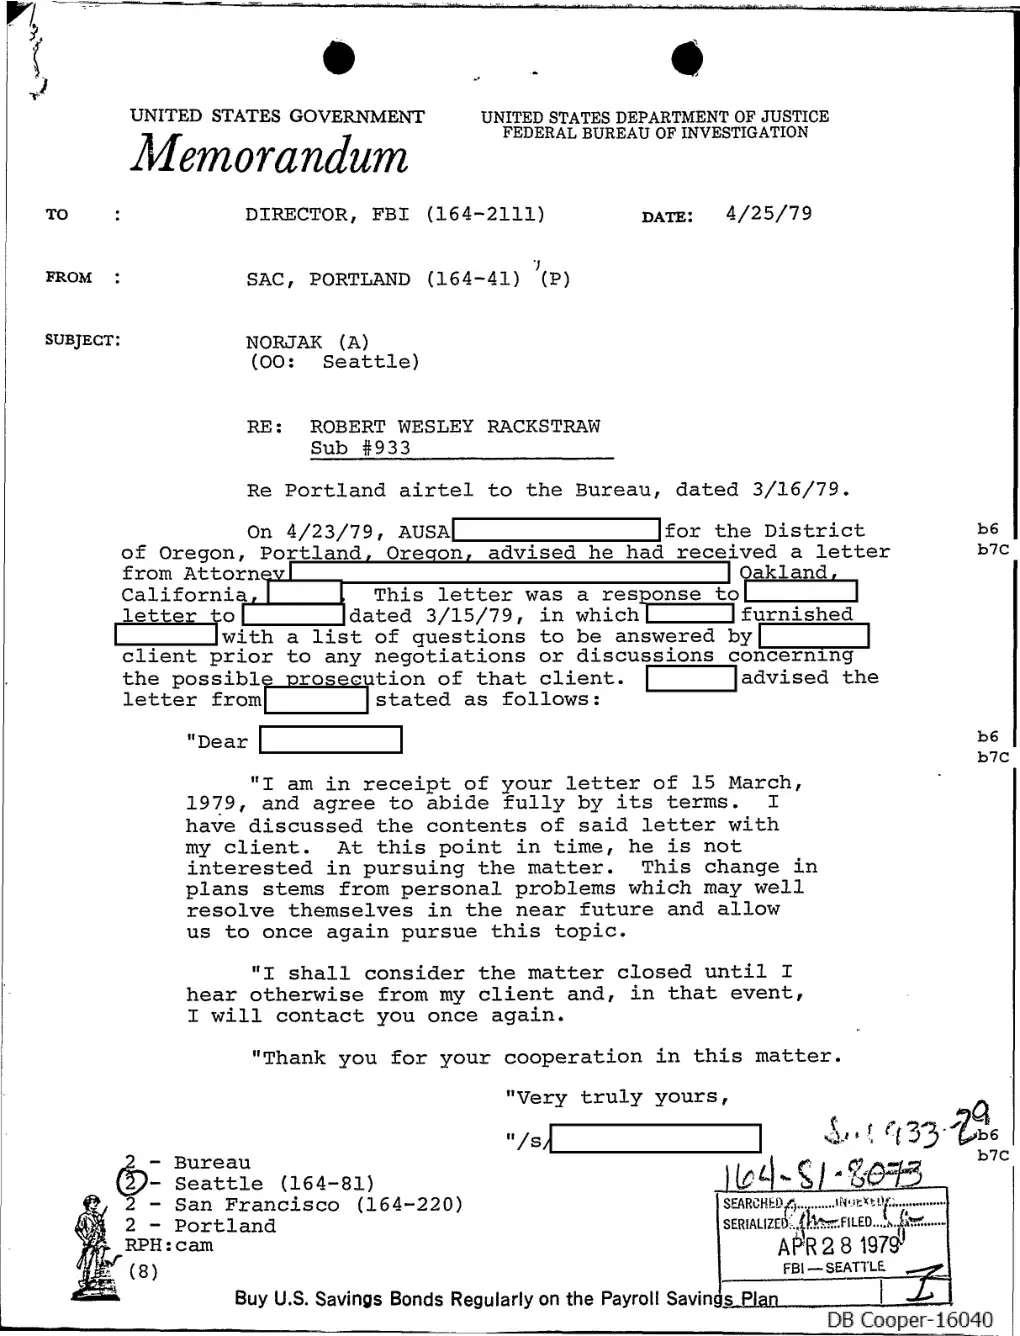 UNITED STATES GOVERNMENT
Memorandum
UNITED STATES DEPARTMENT OF JUSTICE
FEDERAL BUREAU OF INVESTIGATION
TO : DIRECTOR, FBI (164-2111) DATE: 4/25/79
FROM : SAC, PORTLAND (164-41) (P)
SUBJECT: NORJAK (A)
(OO: Seattle)
RE: ROBERT WESLEY RACKSTRAW
Sub #933
Re Portland airtel to the Bureau, dated 3/16/79.
On 4/23/79, AUSA for the District b6
of Oregon, Portland, Oregon, advised he had received a letter b7C
from Attorney Oakland,
California, . This letter was a response to
letter to dated 3/15/79, in which furnished
with a list of questions to be answered by
client prior to any negotiations or discussions concerning
the possible prosecution of that client. advised the
letter from stated as follows:
"Dear b6
b7C
"I am in receipt of your letter of 15 March,
1979, and agree to abide fully by its terms. I
have discussed the contents of said letter with
my client. At this point in time, he is not
interested in pursuing the matter. This change in
plans stems from personal problems which may well
resolve themselves in the near future and allow
us to once again pursue this topic.
"I shall consider the matter closed until I
hear otherwise from my client and, in that event,
I will contact you once again.
"Thank you for your cooperation in this matter.
"Very truly yours,
"/s/
933-29
b6
b7C
2 - Bureau
2 - Seattle (164-81)
2 - San Francisco (164-220)
2 - Portland
RPH:cam
(8)
164-81-8073
SEARCHED INDEXED
SERIALIZED FILED
APR 28 1979
FBI — SEATTLE
Buy U.S. Savings Bonds Regularly on the Payroll Savings Plan
DB Cooper-16040